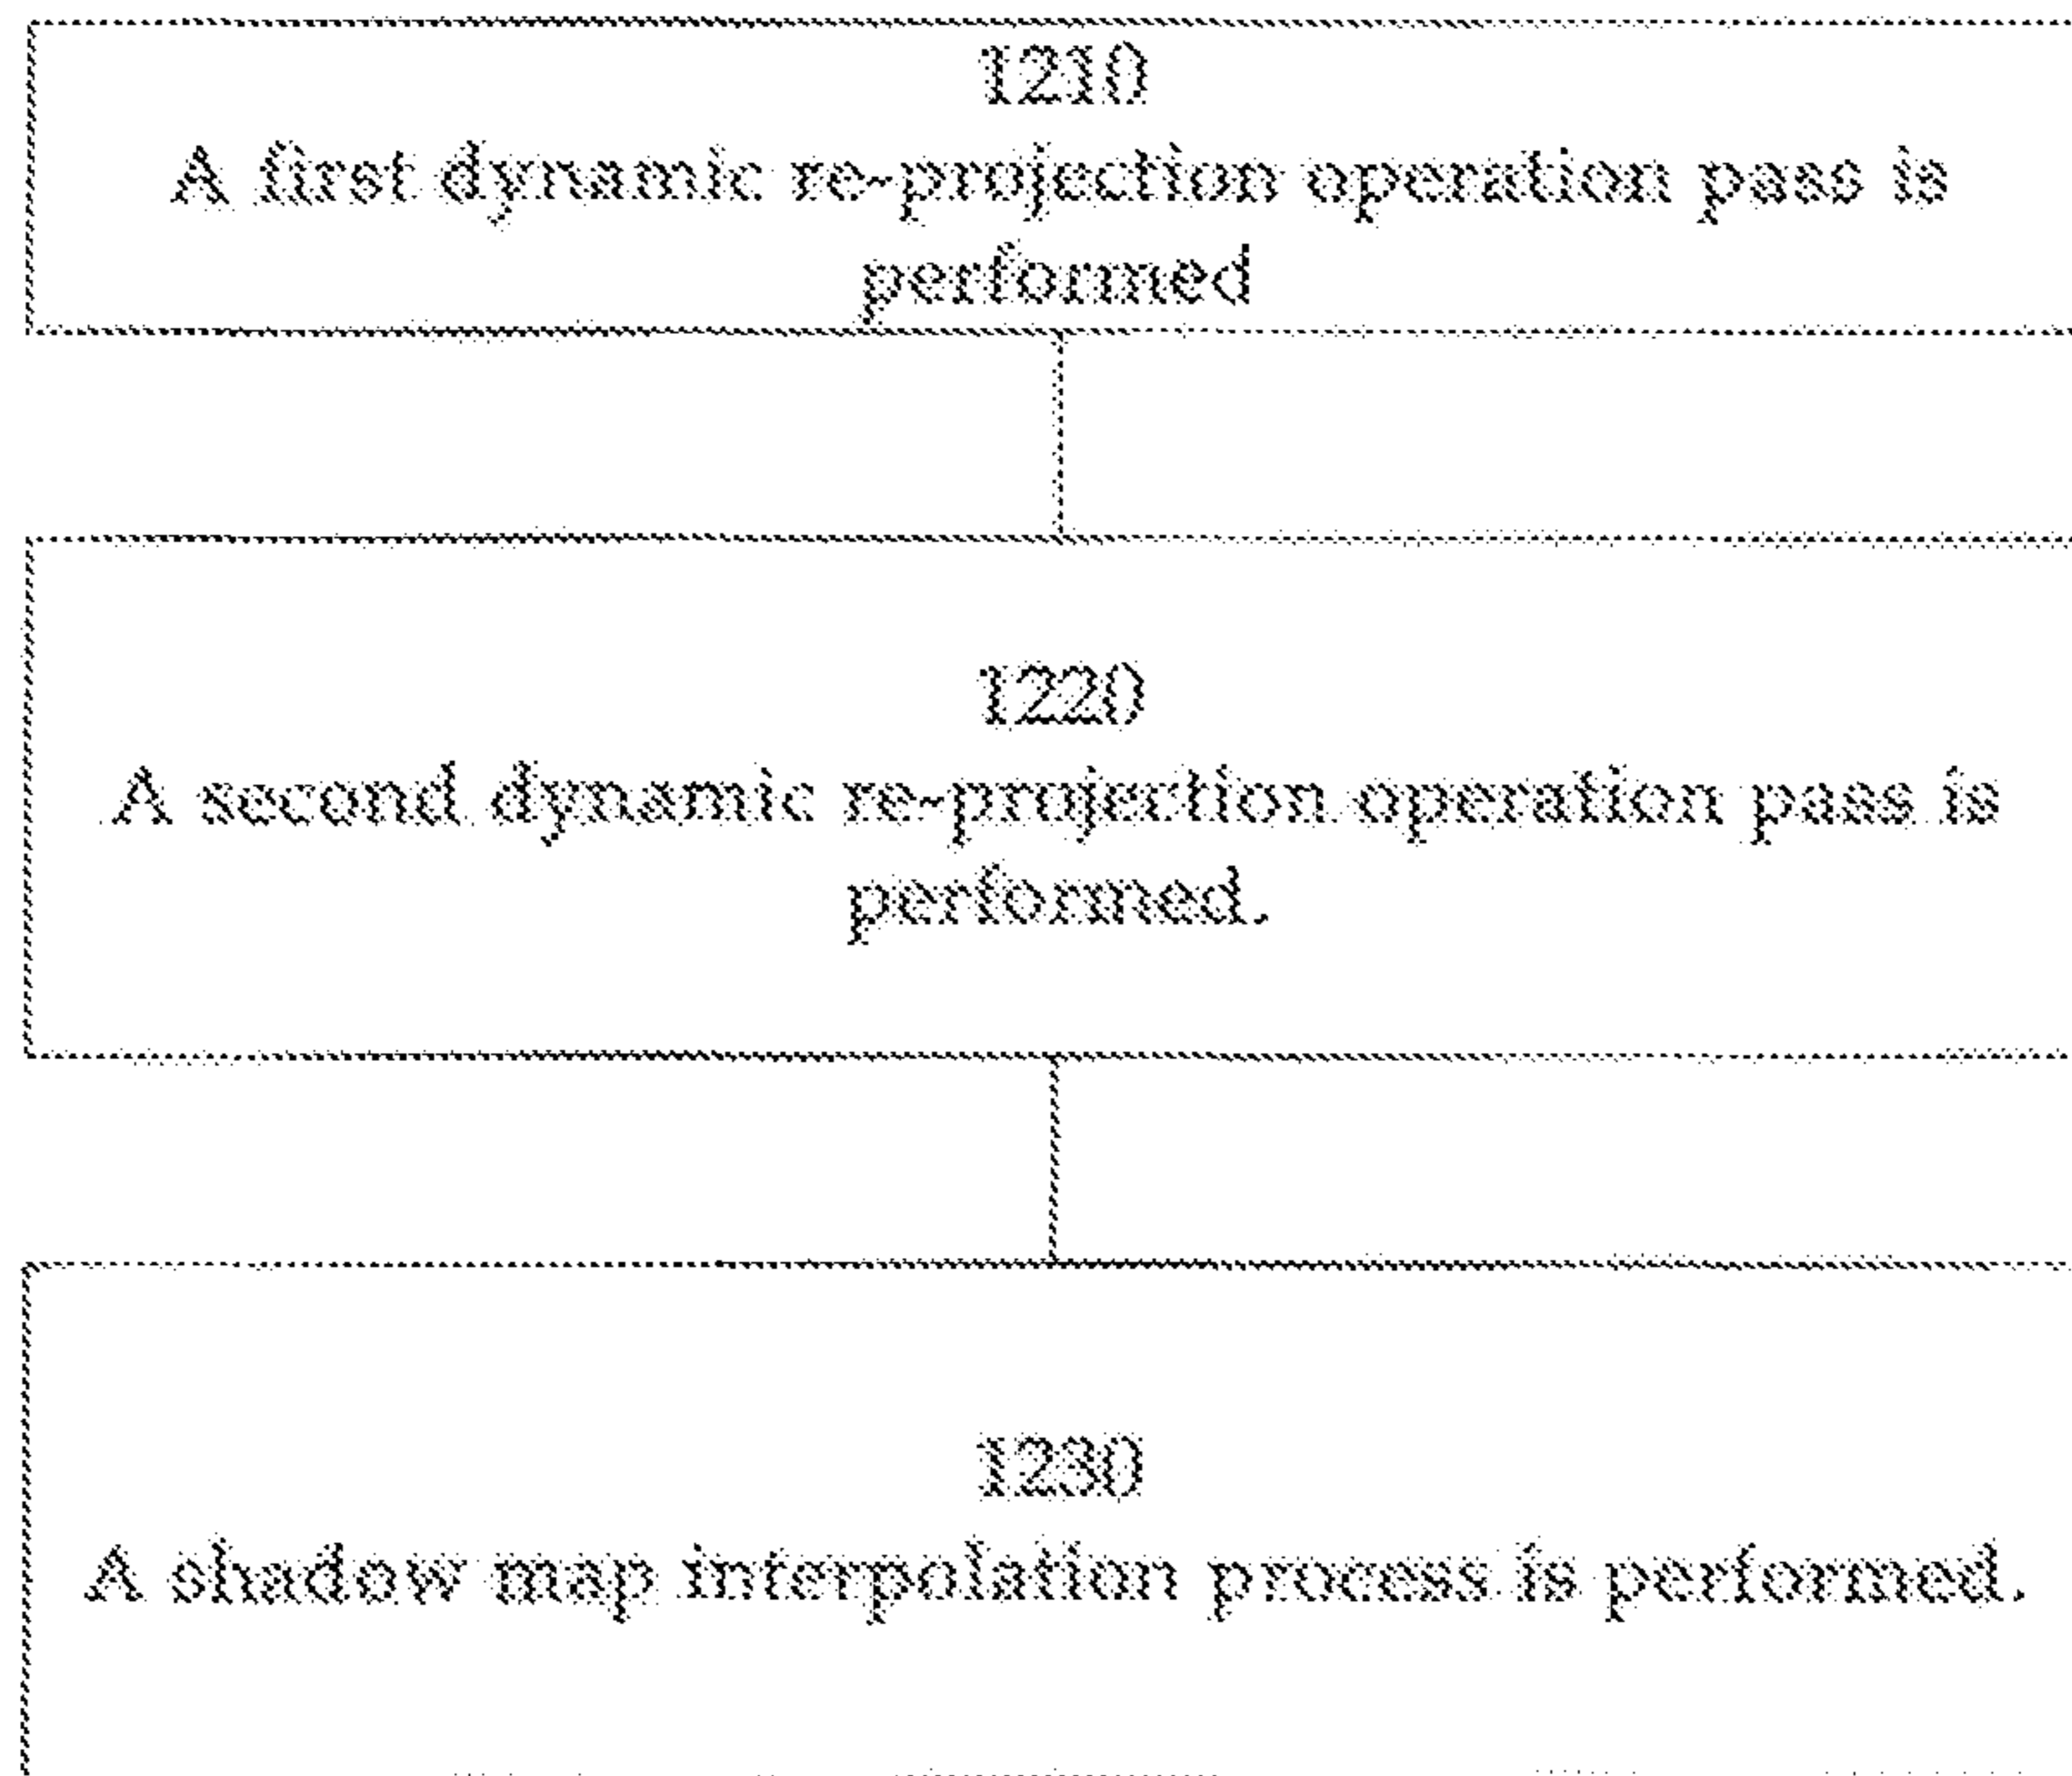 1210
A first dynamic re-projection operation pass is
performed
1220
A second dynamic re-projection operation pass is
performed.
1230
A shadow map interpolation process is performed.